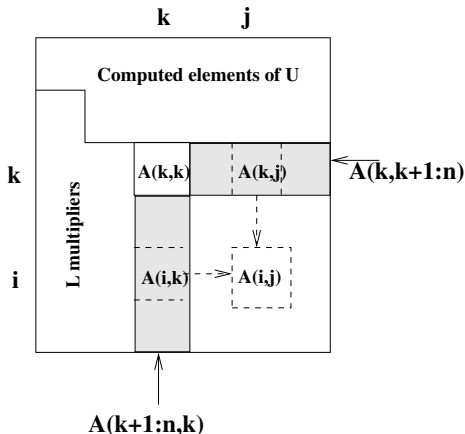 k j
Computed elements of U
k A(k,k) A(k,j) A(k,k+1:n)
L multipliers
i A(i,k) A(i,j)
A(k+1:n,k)